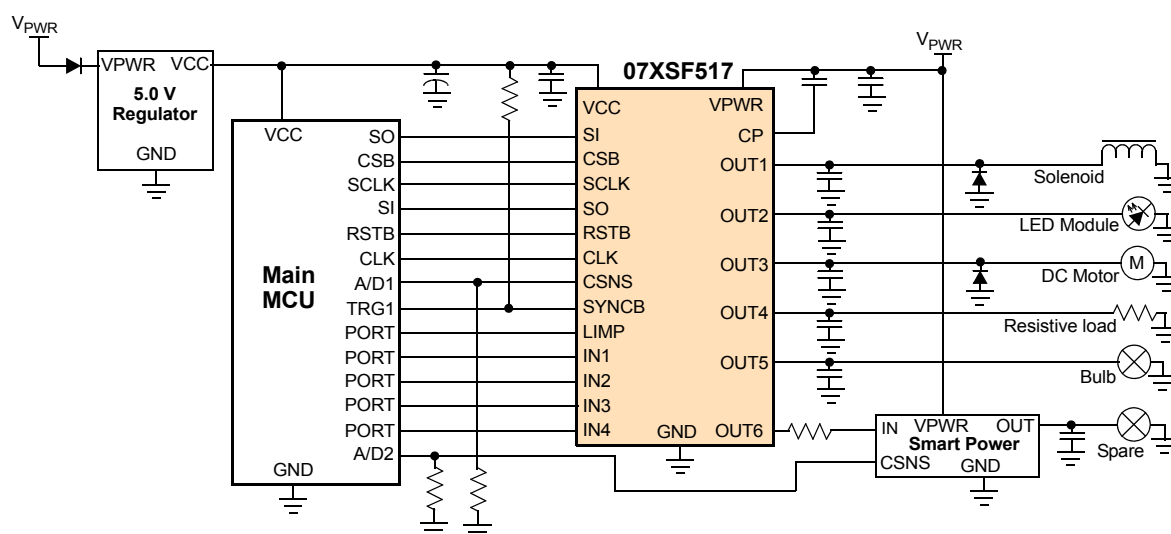 VPWR
VPWR VCC
5.0 V
Regulator
GND
VCC
SO
CSB
SCLK
SI
RSTB
CLK
A/D1
TRG1
PORT
PORT
PORT
PORT
PORT
A/D2
Main
MCU
GND
07XSF517
VCC
SI
CSB
SCLK
SO
RSTB
CLK
CSNS
SYNCB
LIMP
IN1
IN2
IN3
IN4
GND
VPWR
CP
OUT1
OUT2
OUT3
OUT4
OUT5
OUT6
VPWR
Solenoid
LED Module
M
DC Motor
Resistive load
Bulb
IN VPWR OUT
Smart Power
CSNS GND
Spare